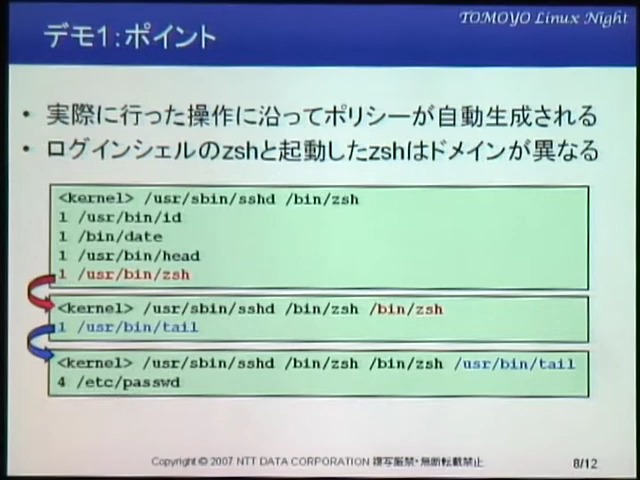 TOMOYO Linux Night
デモ1:ポイント
• 実際に行った操作に沿ってポリシーが自動生成される
• ログインシェルのzshと起動したzshはドメインが異なる
<kernel> /usr/sbin/sshd /bin/zsh
1 /usr/bin/id
1 /bin/date
1 /usr/bin/head
1 /usr/bin/zsh
<kernel> /usr/sbin/sshd /bin/zsh /bin/zsh
1 /usr/bin/tail
<kernel> /usr/sbin/sshd /bin/zsh /bin/zsh /usr/bin/tail
4 /etc/passwd
Copyright © 2007 NTT DATA CORPORATION 複写厳禁・無断転載禁止
8/12